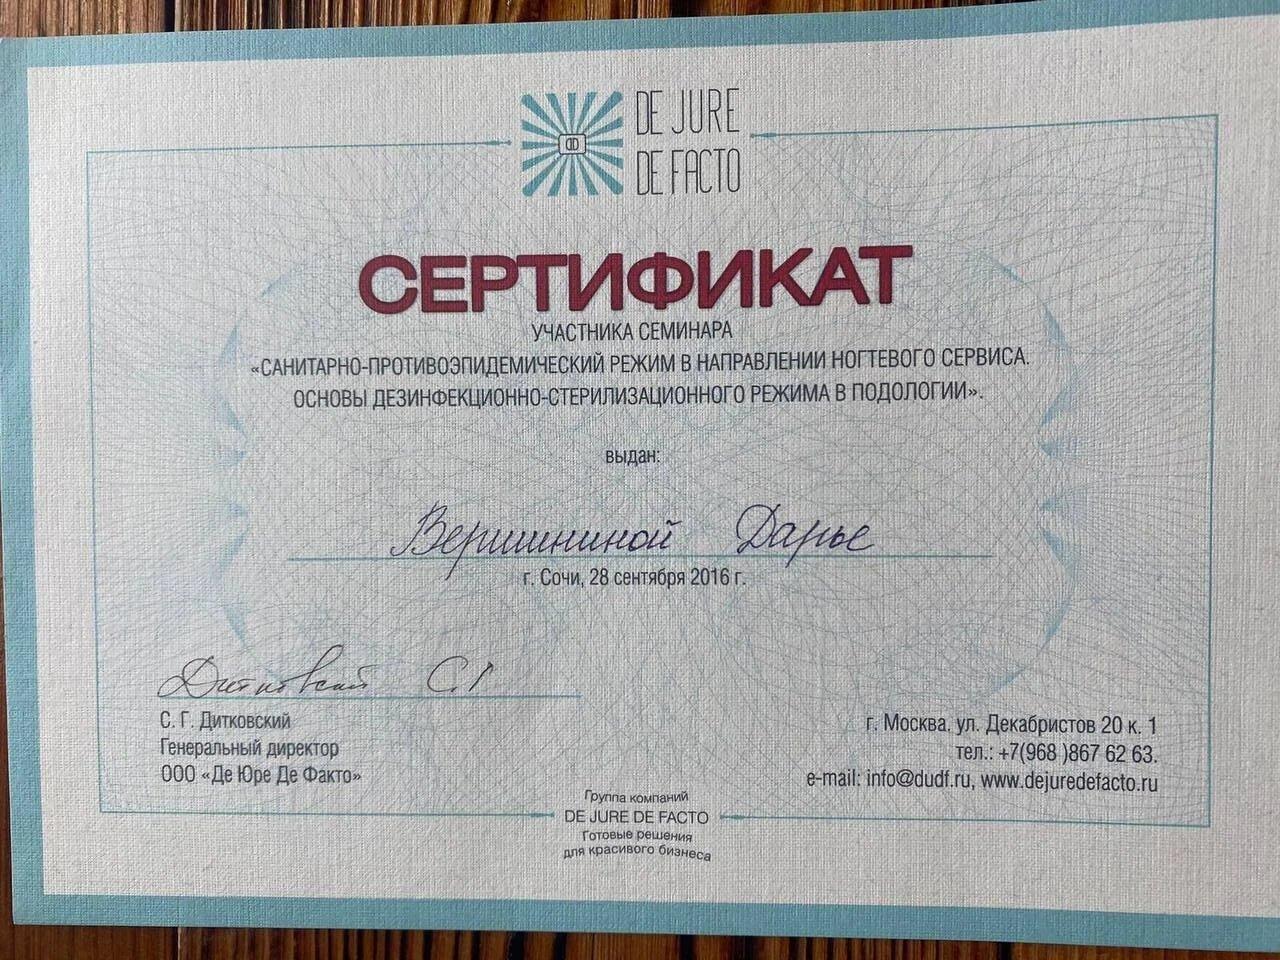 DE JURE
DE FACTO
СЕРТИФИКАТ
УЧАСТНИКА СЕМИНАРА
«САНИТАРНО-ПРОТИВОЭПИДЕМИЧЕСКИЙ РЕЖИМ В НАПРАВЛЕНИИ НОГТЕВОГО СЕРВИСА.
ОСНОВЫ ДЕЗИНФЕКЦИОННО-СТЕРИЛИЗАЦИОННОГО РЕЖИМА В ПОДОЛОГИИ».
выдан:
Вершининой Дарье
г. Сочи, 28 сентября 2016 г.
Дитковский С.Г
С. Г. Дитковский
Генеральный директор
ООО «Де Юре Де Факто»
г. Москва, ул. Декабристов 20 к. 1
тел.: +7(968 )867 62 63.
e-mail: info@dudf.ru, www.dejuredefacto.ru
Группа компаний
DE JURE DE FACTO
Готовые решения
для красивого бизнеса